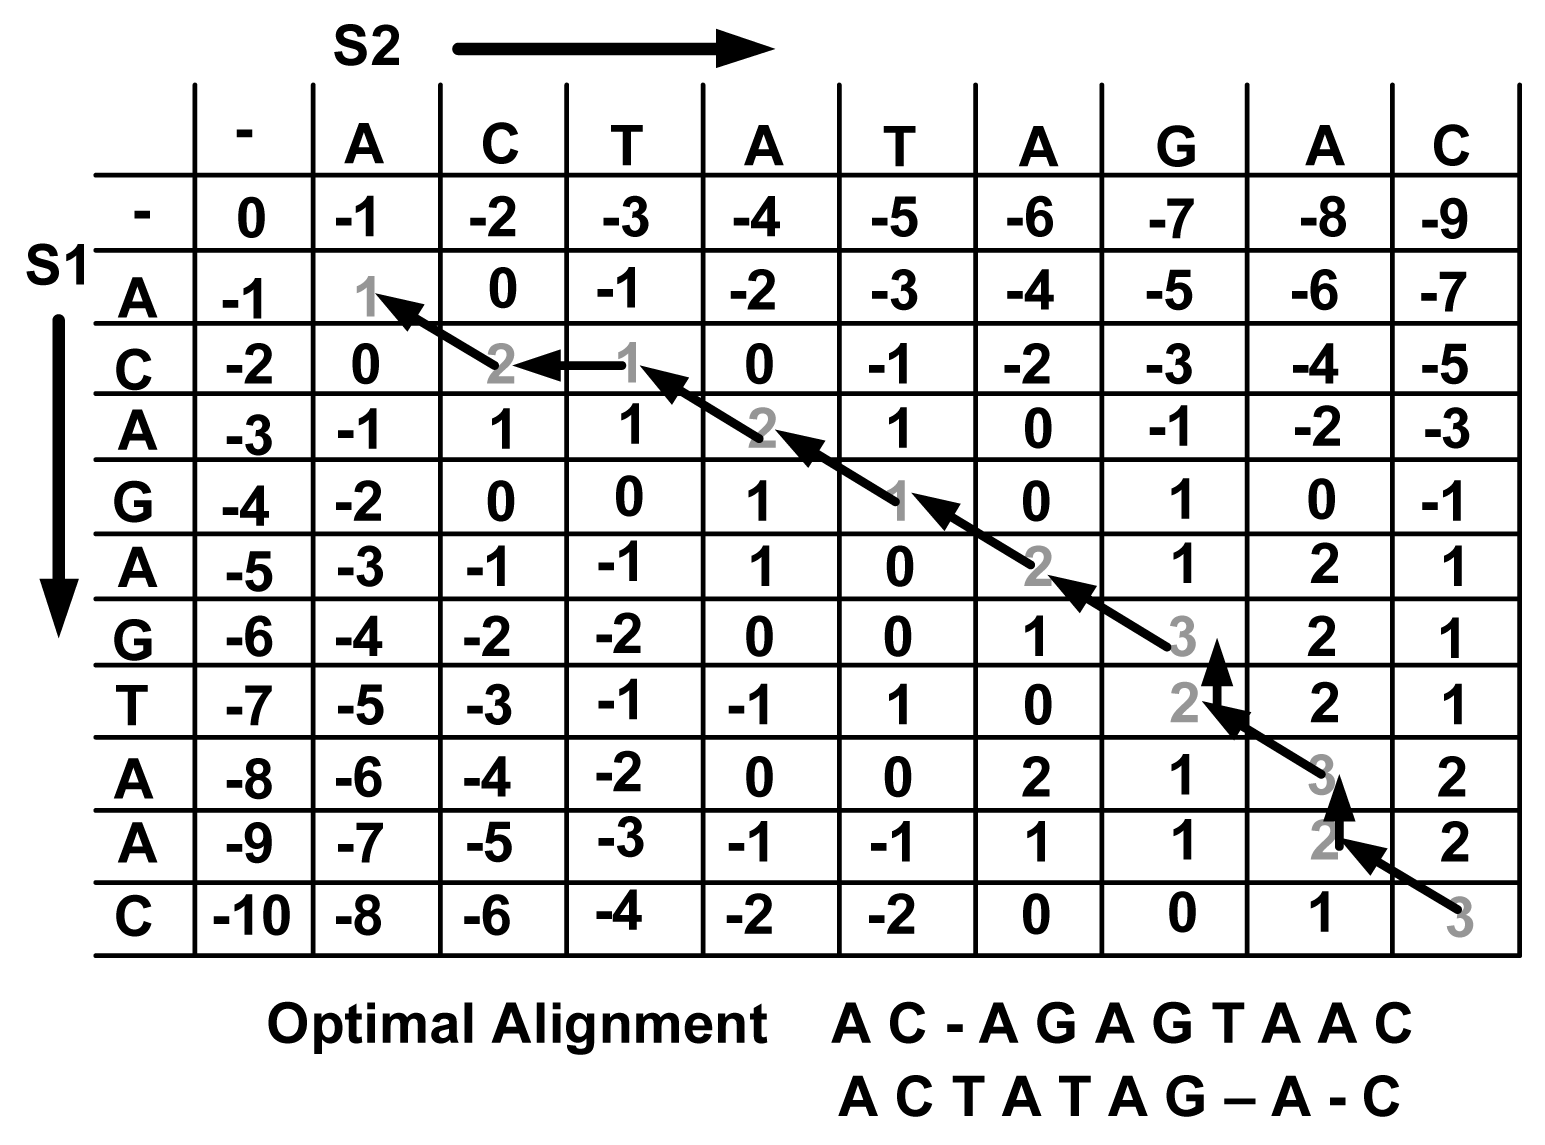 S2
- A C T A T A G A C
- 0 -1 -2 -3 -4 -5 -6 -7 -8 -9
S1
A -1 1 0 -1 -2 -3 -4 -5 -6 -7
C -2 0 2 1 0 -1 -2 -3 -4 -5
A -3 -1 1 1 2 1 0 -1 -2 -3
G -4 -2 0 0 1 1 0 1 0 -1
A -5 -3 -1 -1 1 0 2 1 2 1
G -6 -4 -2 -2 0 0 1 3 2 1
T -7 -5 -3 -1 -1 1 0 2 2 1
A -8 -6 -4 -2 0 0 2 1 3 2
A -9 -7 -5 -3 -1 -1 1 1 2 2
C -10 -8 -6 -4 -2 -2 0 0 1 3
Optimal Alignment A C - A G A G T A A C
A C T A T A G – A - C